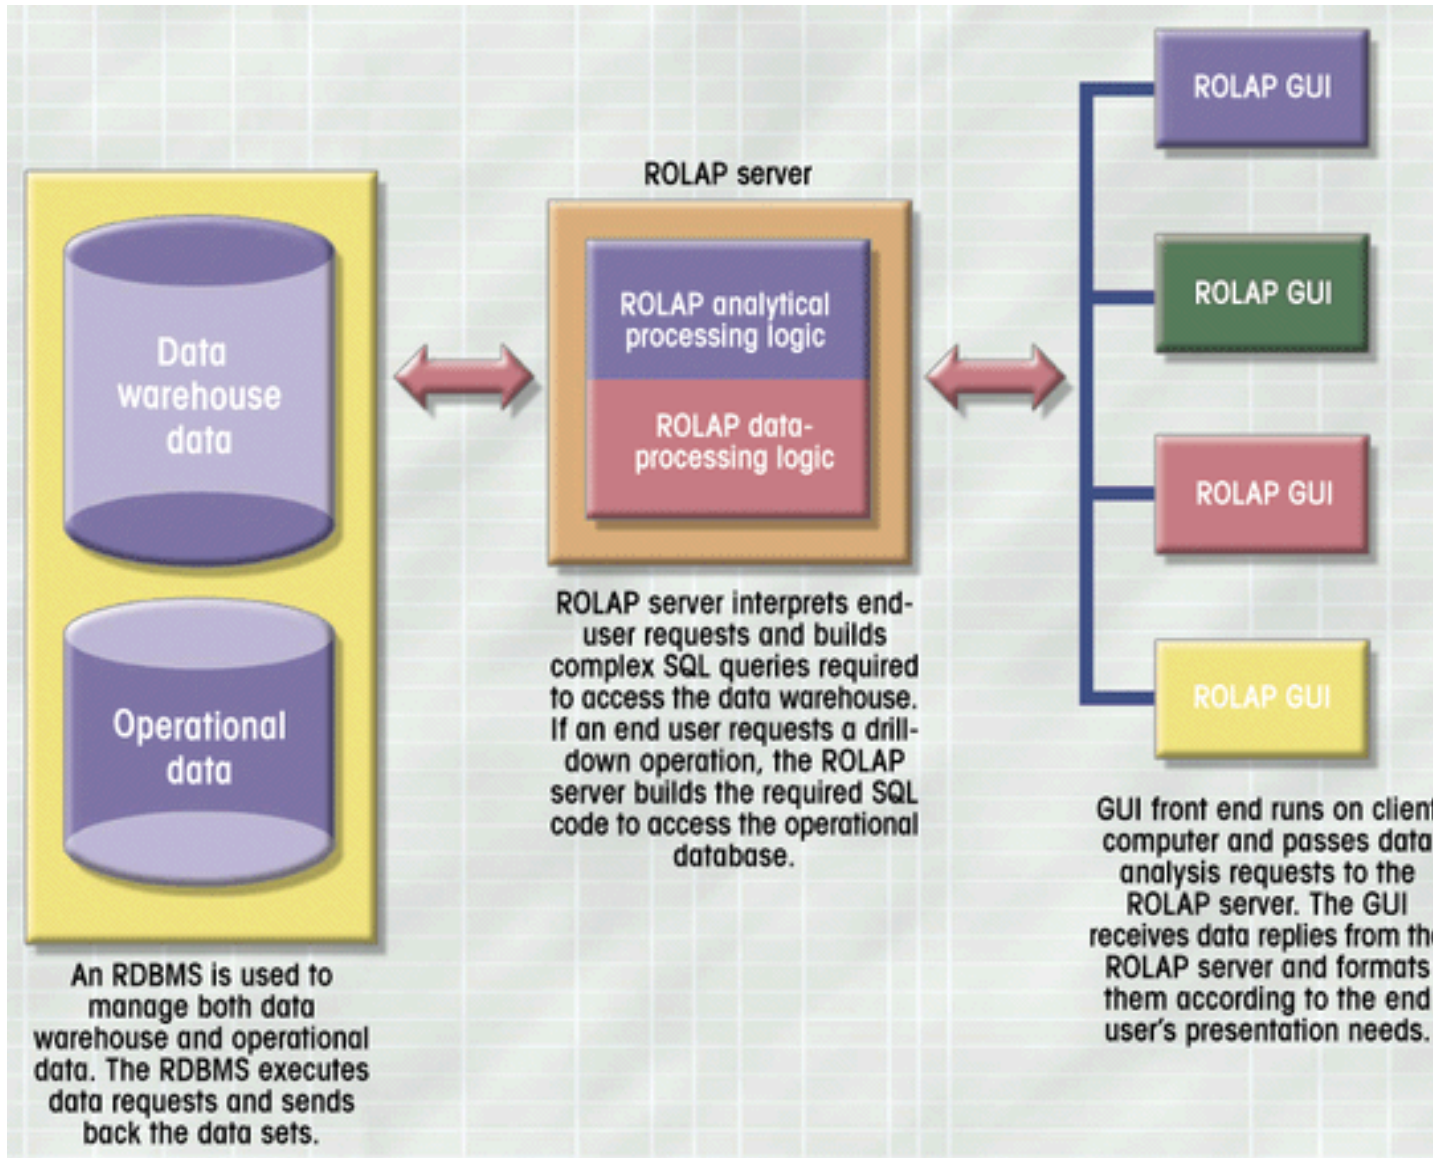 ROLAP server
Data
warehouse
data
Operational
data
An RDBMS is used to
manage both data
warehouse and operational
data. The RDBMS executes
data requests and sends
back the data sets.
ROLAP analytical
processing logic
ROLAP data-
processing logic
ROLAP server interprets end-
user requests and builds
complex SQL queries required
to access the data warehouse.
If an end user requests a drill-
down operation, the ROLAP
server builds the required SQL
code to access the operational
database.
ROLAP GUI
ROLAP GUI
ROLAP GUI
ROLAP GUI
GUI front end runs on client
computer and passes data
analysis requests to the
ROLAP server. The GUI
receives data replies from the
ROLAP server and formats
them according to the end
user's presentation needs.